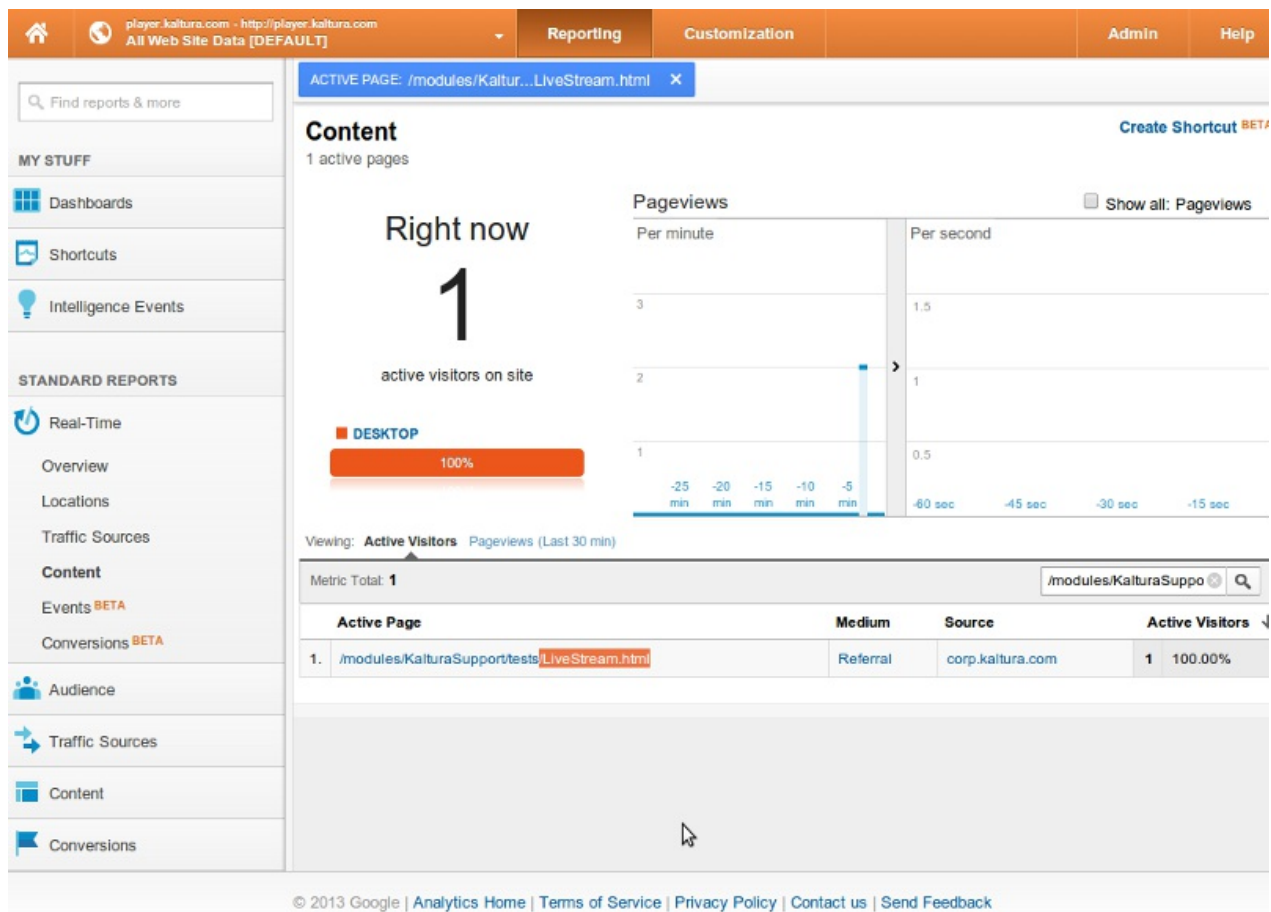 player.kaltura.com - http://player.kaltura.com
All Web Site Data [DEFAULT]
Reporting
Customization
Admin
Help
Find reports & more
MY STUFF
Dashboards
Shortcuts
Intelligence Events
STANDARD REPORTS
Real-Time
Overview
Locations
Traffic Sources
Content
Events BETA
Conversions BETA
Audience
Traffic Sources
Content
Conversions
ACTIVE PAGE: /modules/Kaltur...LiveStream.html ×
Content
Create Shortcut BETA
1 active pages
Right now
1
active visitors on site
DESKTOP
100%
Pageviews
Show all: Pageviews
Per minute
3
2
1
-25 min -20 min -15 min -10 min -5 min
Per second
1.5
1
0.5
-60 sec -45 sec -30 sec -15 sec
Viewing: Active Visitors Pageviews (Last 30 min)
Metric Total: 1
/modules/KalturaSuppo
Active Page Medium Source Active Visitors
1. /modules/KalturaSupport/tests/LiveStream.html Referral corp.kaltura.com 1 100.00%
© 2013 Google | Analytics Home | Terms of Service | Privacy Policy | Contact us | Send Feedback